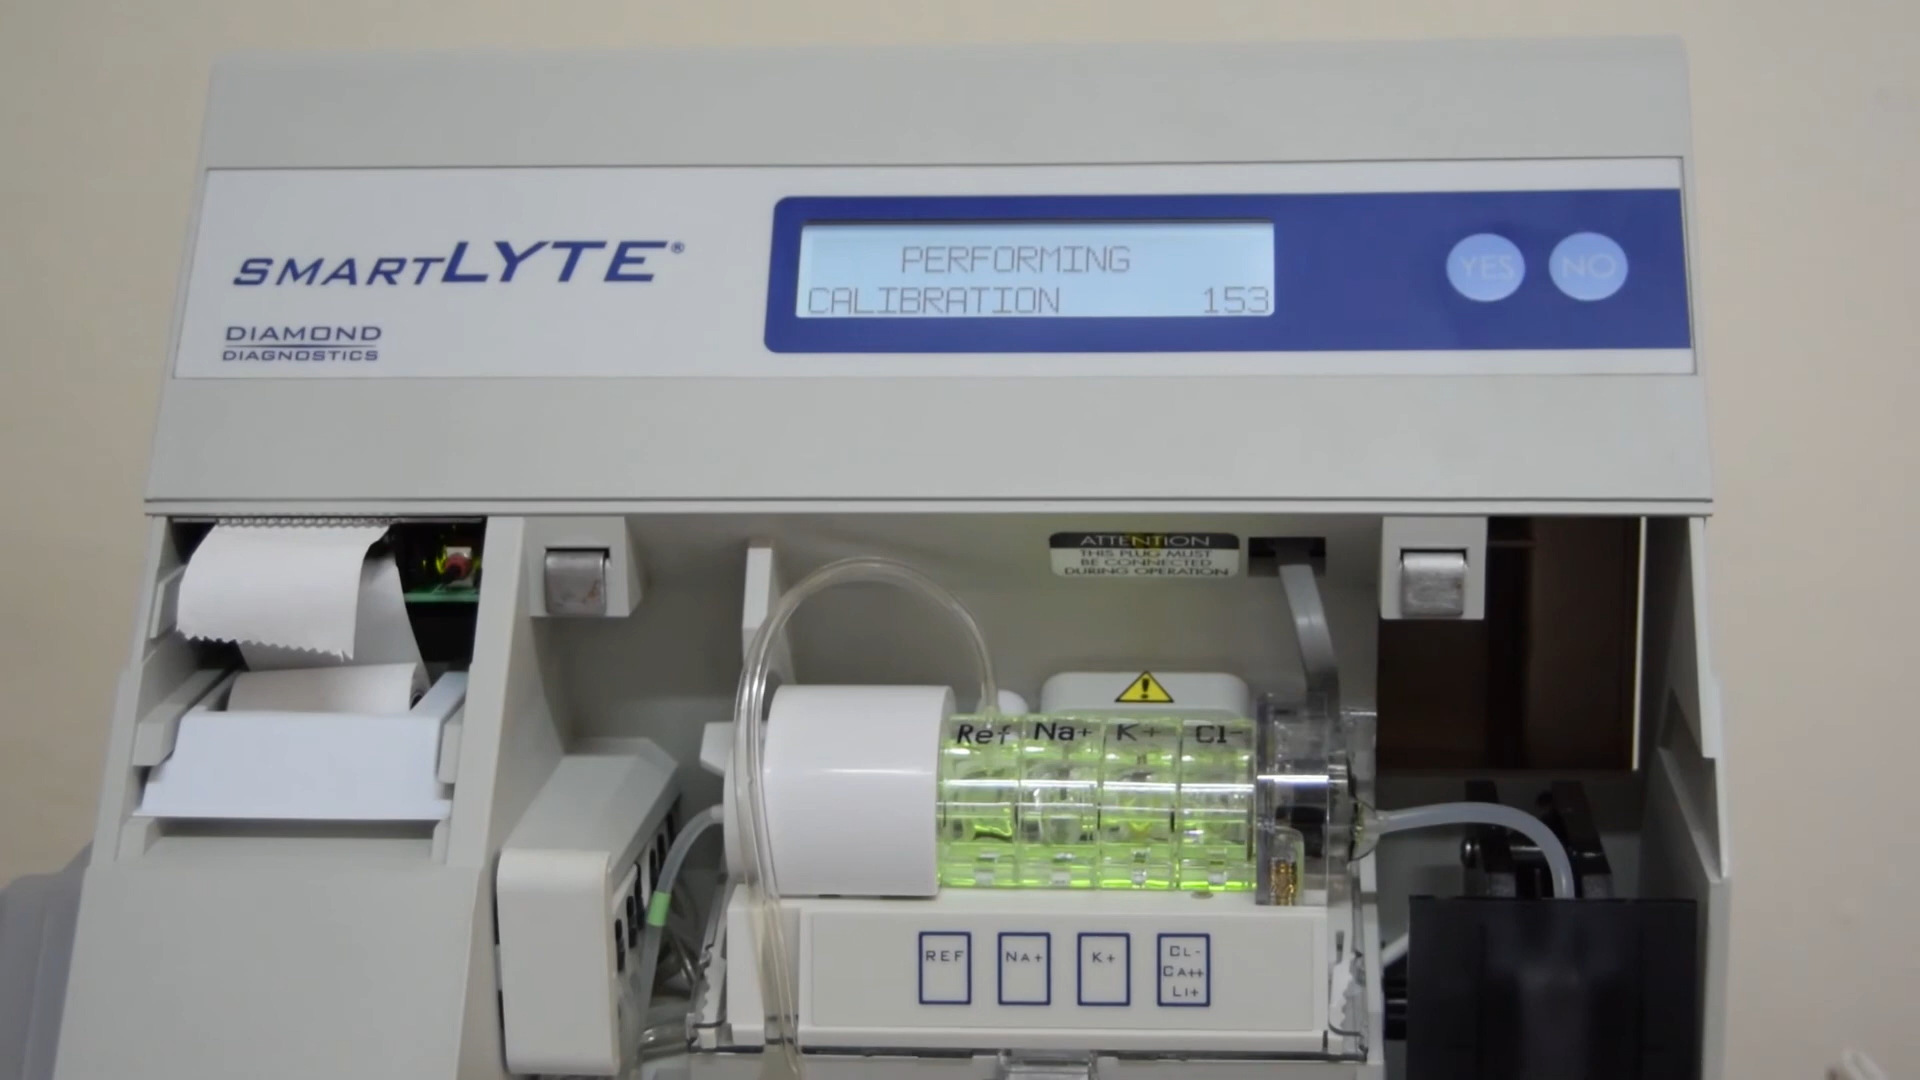 SMARTLYTE®
DIAMOND
DIAGNOSTICS
PERFORMING
CALIBRATION 153
YES
NO
ATTENTION
THIS PLUG MUST
BE CONNECTED
DURING OPERATION
Ref Na+ K+ Cl-
REF
NA+
K+
CL-
CA++
LI+